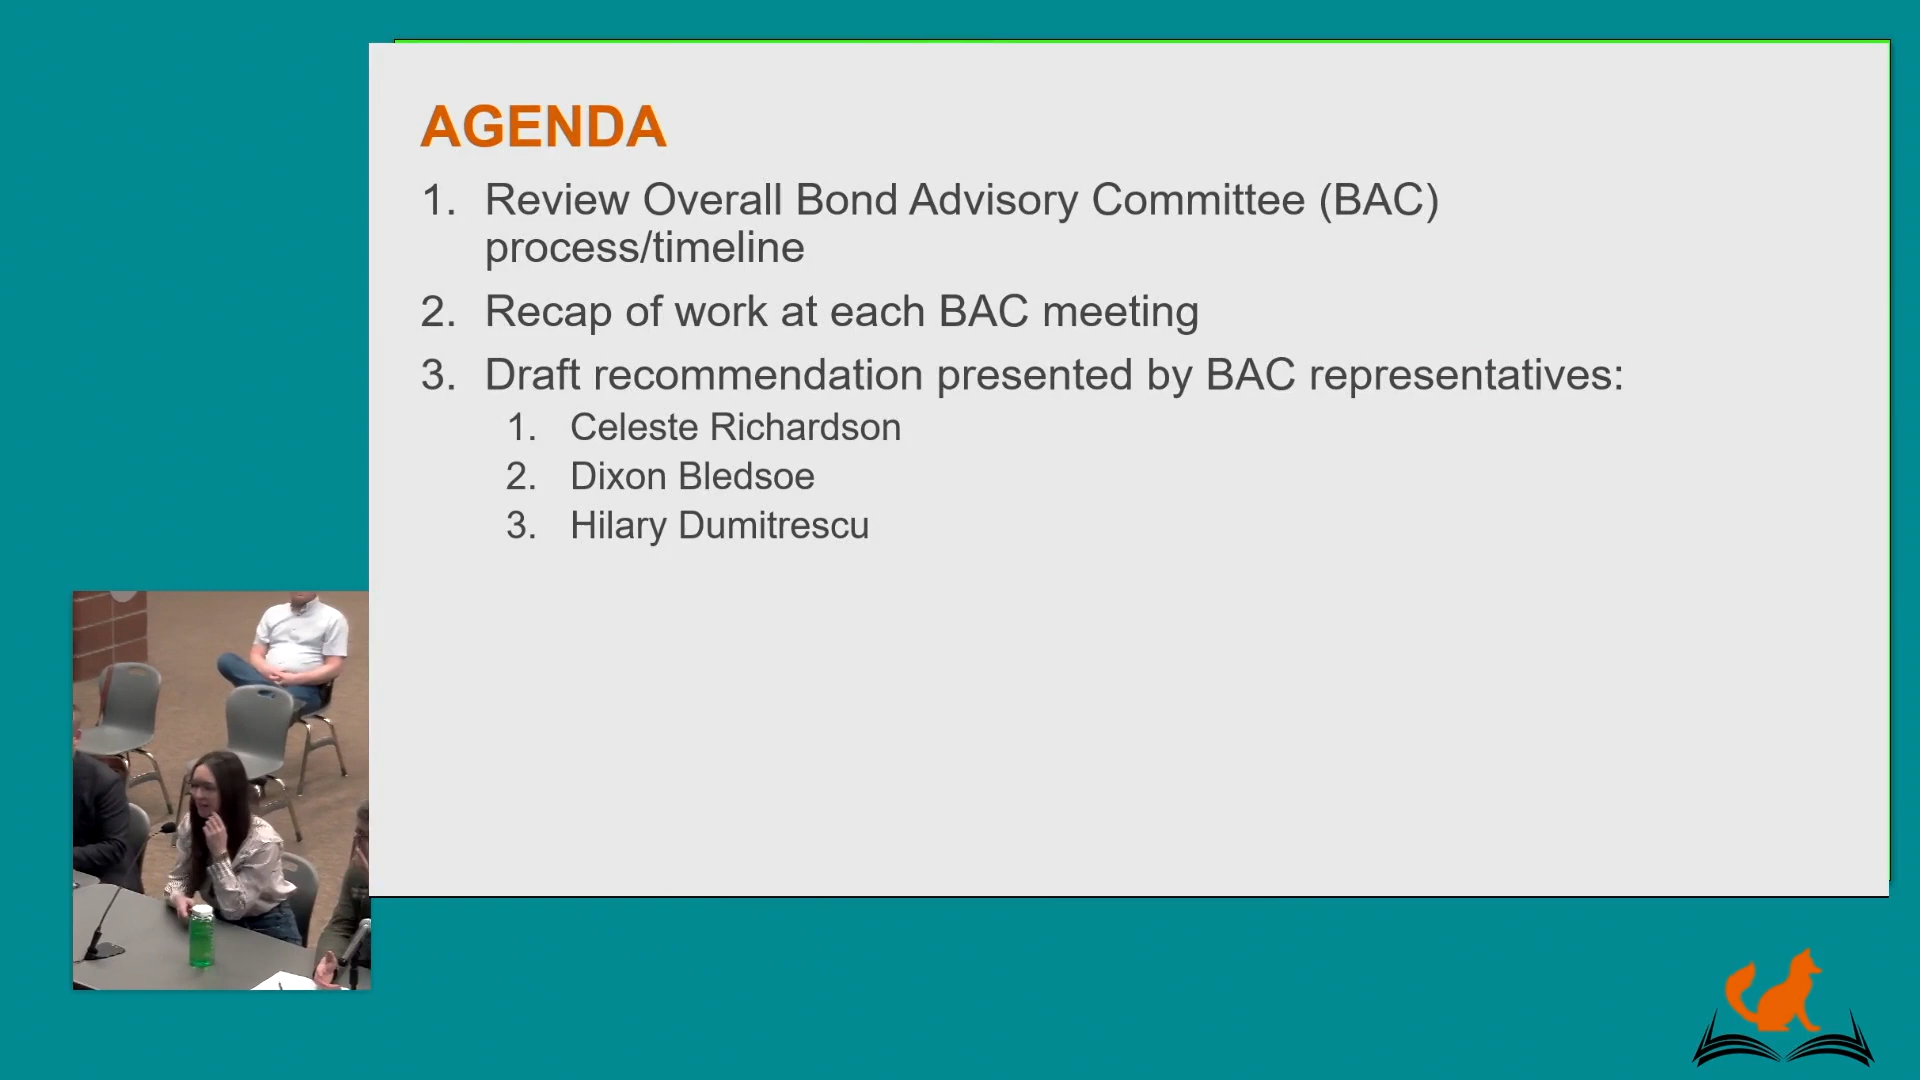 AGENDA
1. Review Overall Bond Advisory Committee (BAC)
process/timeline
2. Recap of work at each BAC meeting
3. Draft recommendation presented by BAC representatives:
1. Celeste Richardson
2. Dixon Bledsoe
3. Hilary Dumitrescu